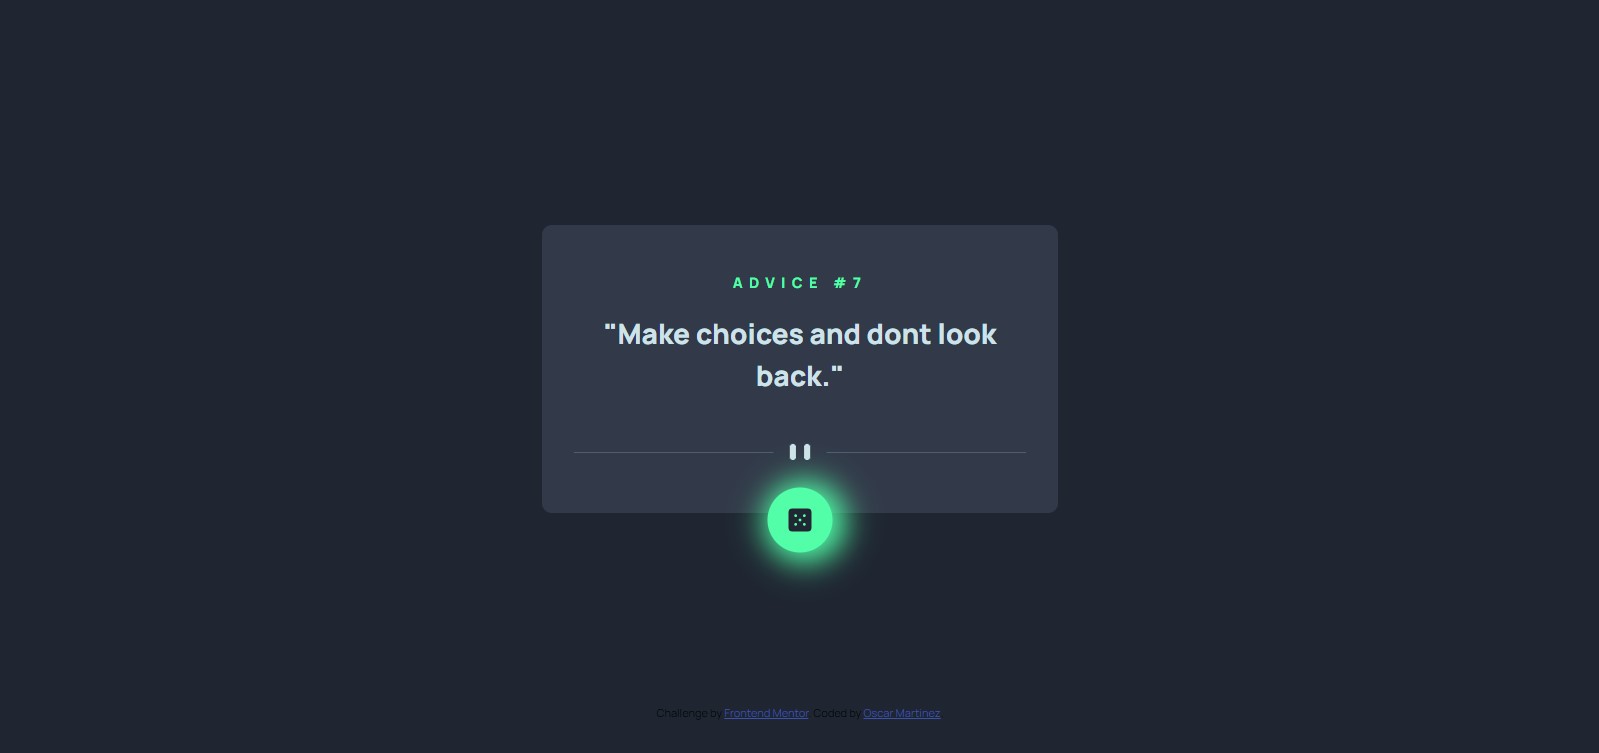 ADVICE #7
"Make choices and dont look
back."
Challenge by Frontend Mentor Coded by Oscar Martinez